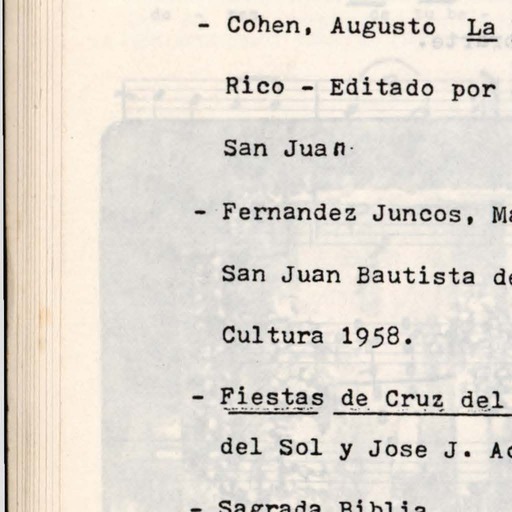 - Cohen, Augusto La
Rico - Editado por
San Juan.
- Fernandez Juncos, Ma
San Juan Bautista de
Cultura 1958.
- Fiestas de Cruz del
del Sol y Jose J. Ac
- Sagrada Biblia